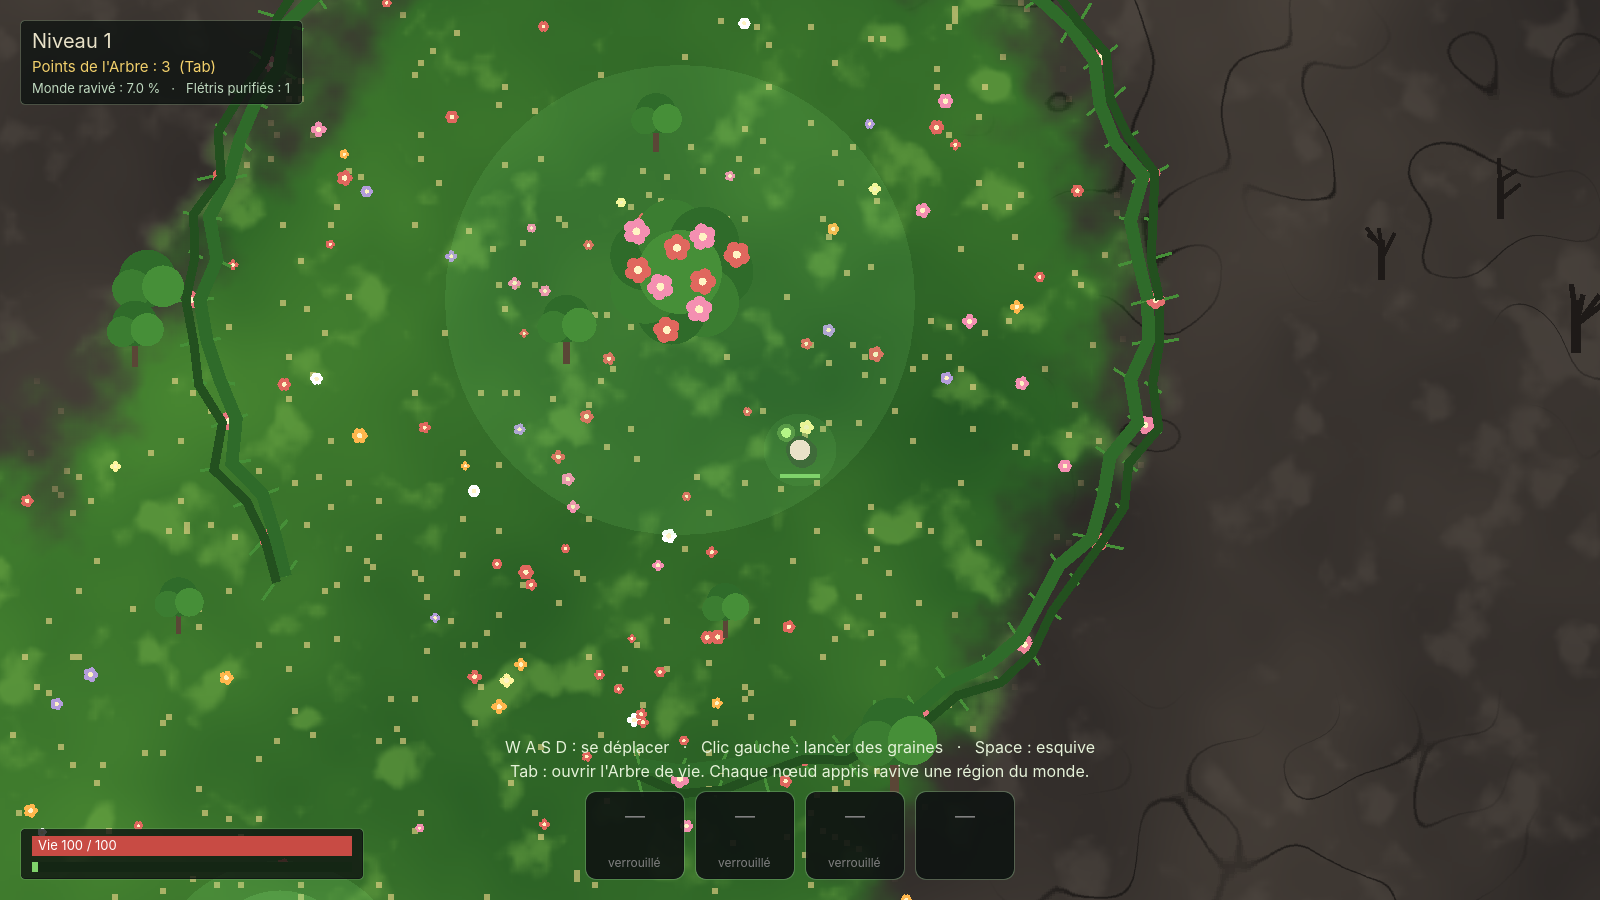 Niveau 1
Points de l'Arbre : 3 (Tab)
Monde ravivé : 7.0 % · Flétris purifiés : 1
W A S D : se déplacer · Clic gauche : lancer des graines · Space : esquive
Tab : ouvrir l'Arbre de vie. Chaque nœud appris ravive une région du monde.
— — — —
verrouillé verrouillé verrouillé
Vie 100 / 100